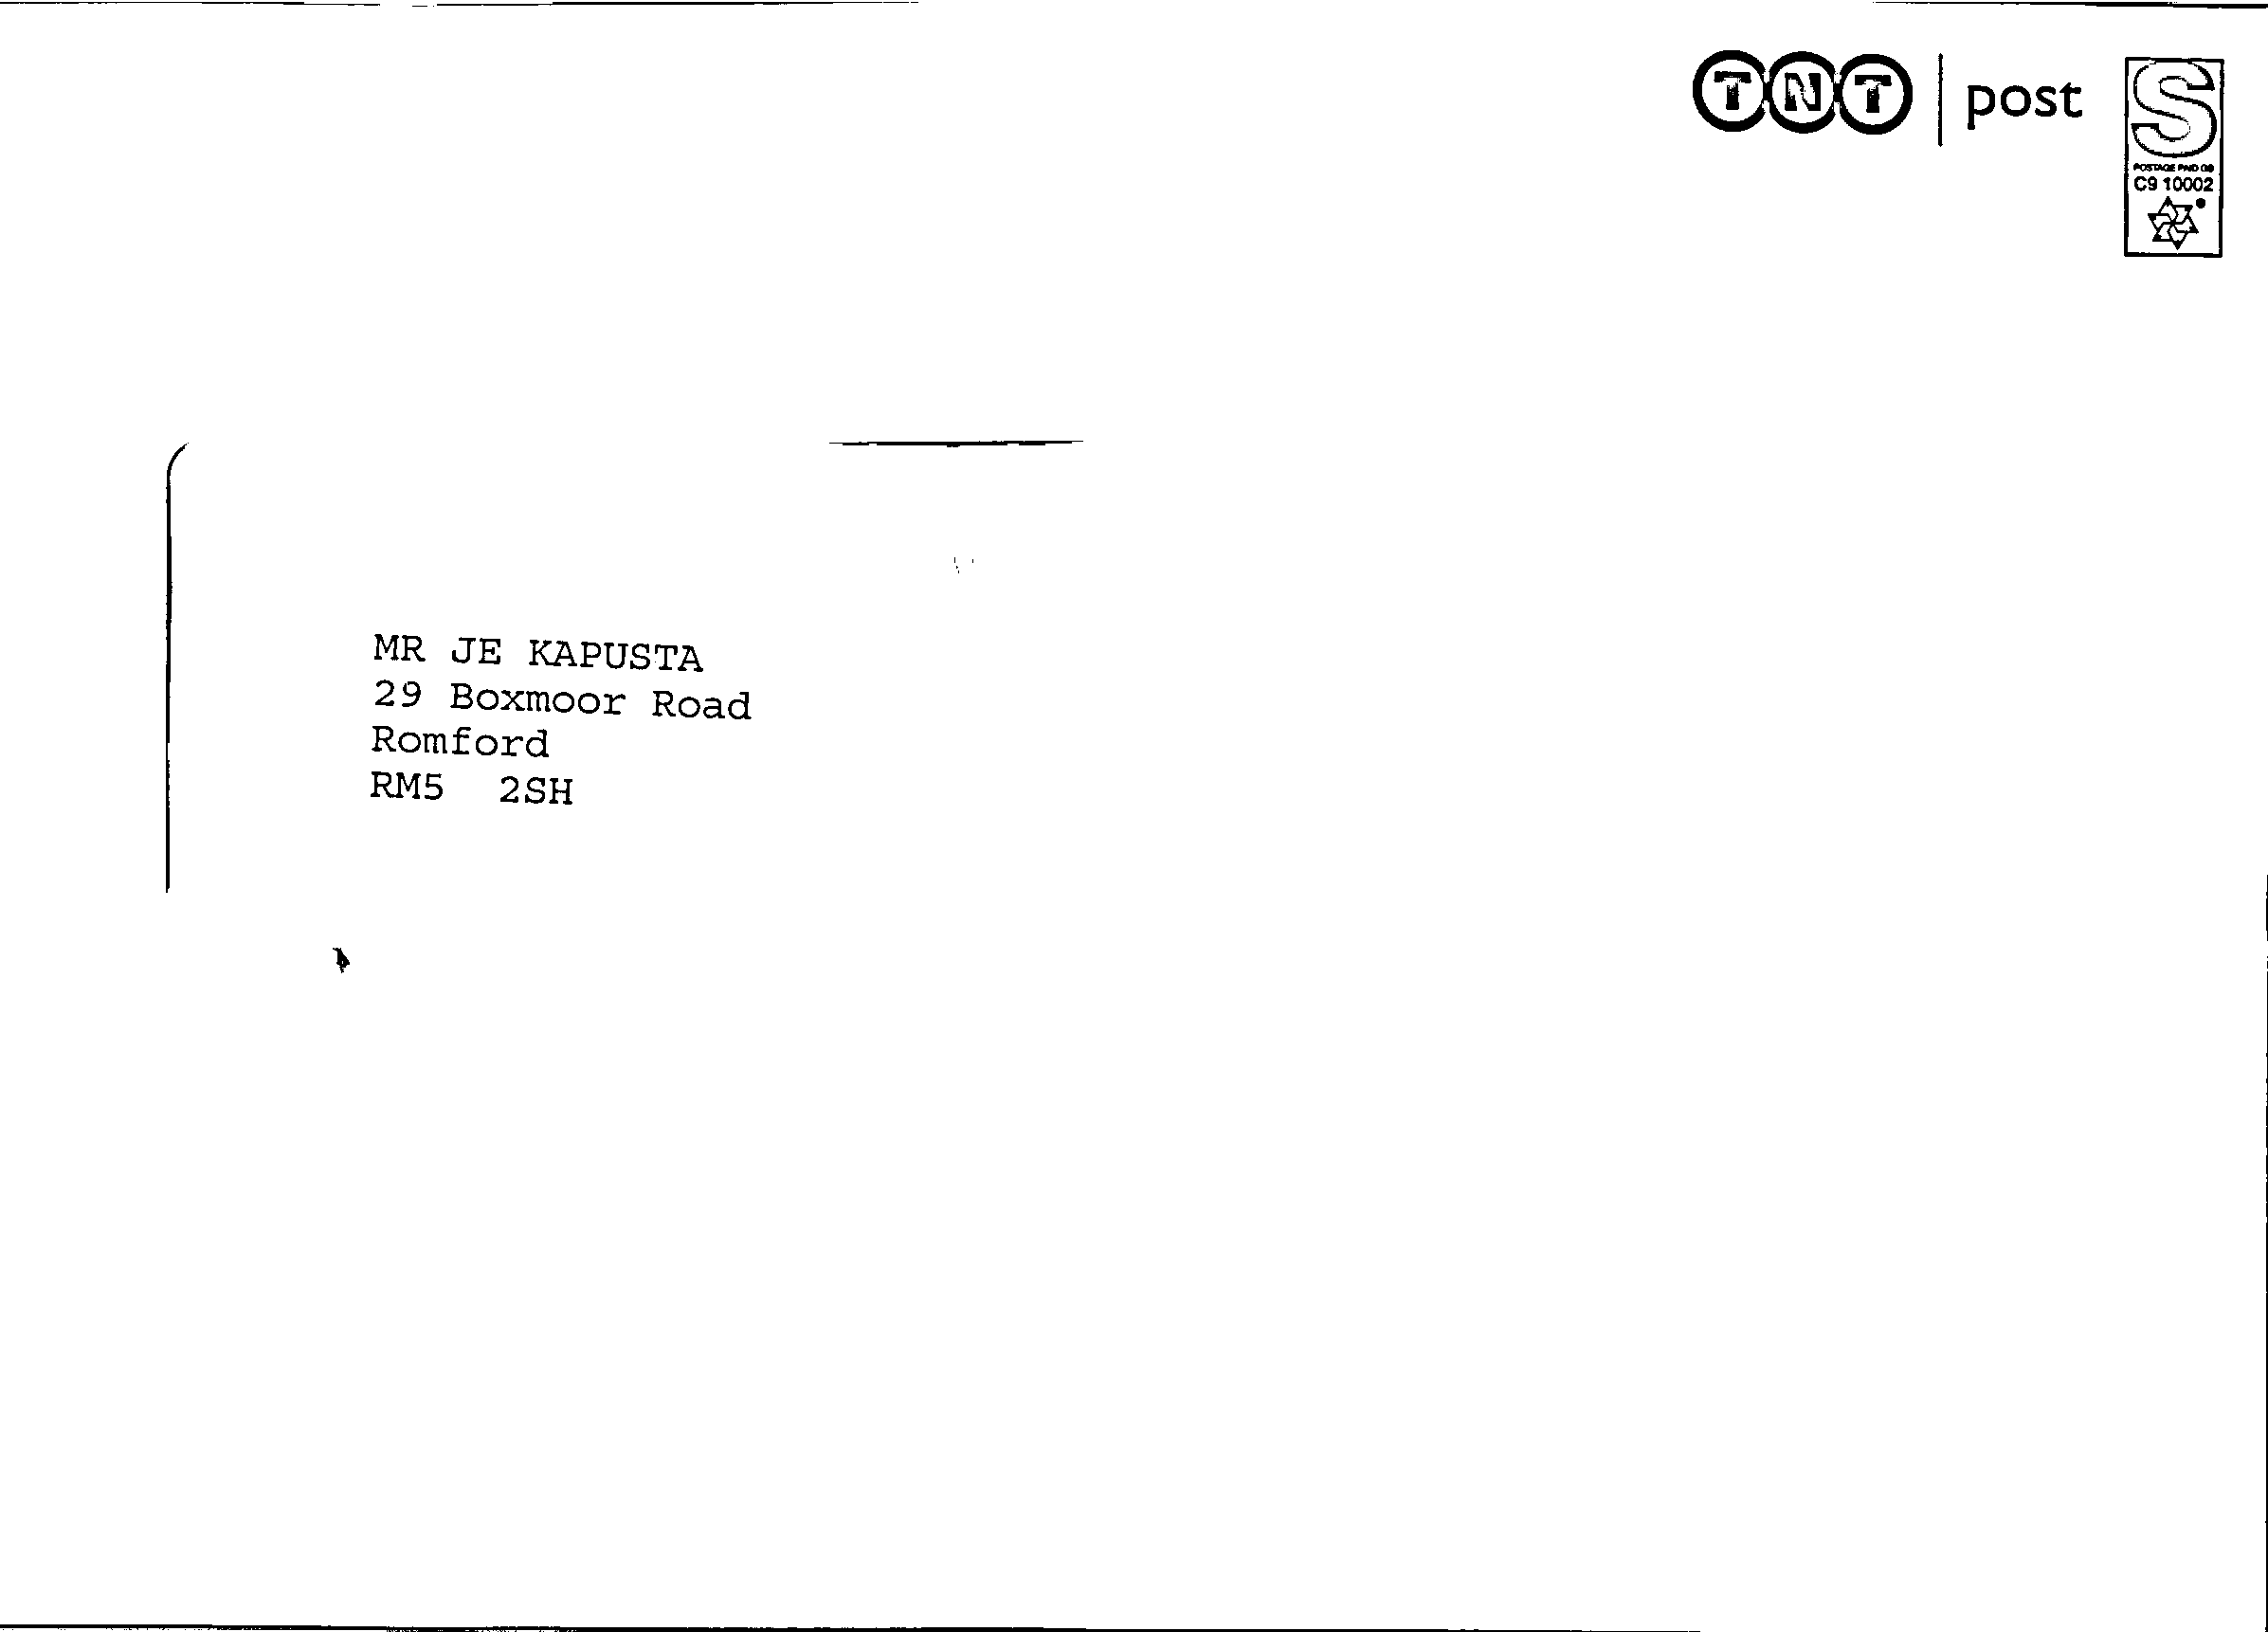 TNT post
S
POSTAGE PAID GB
C9 10002
MR JE KAPUSTA
29 Boxmoor Road
Romford
RM5 2SH